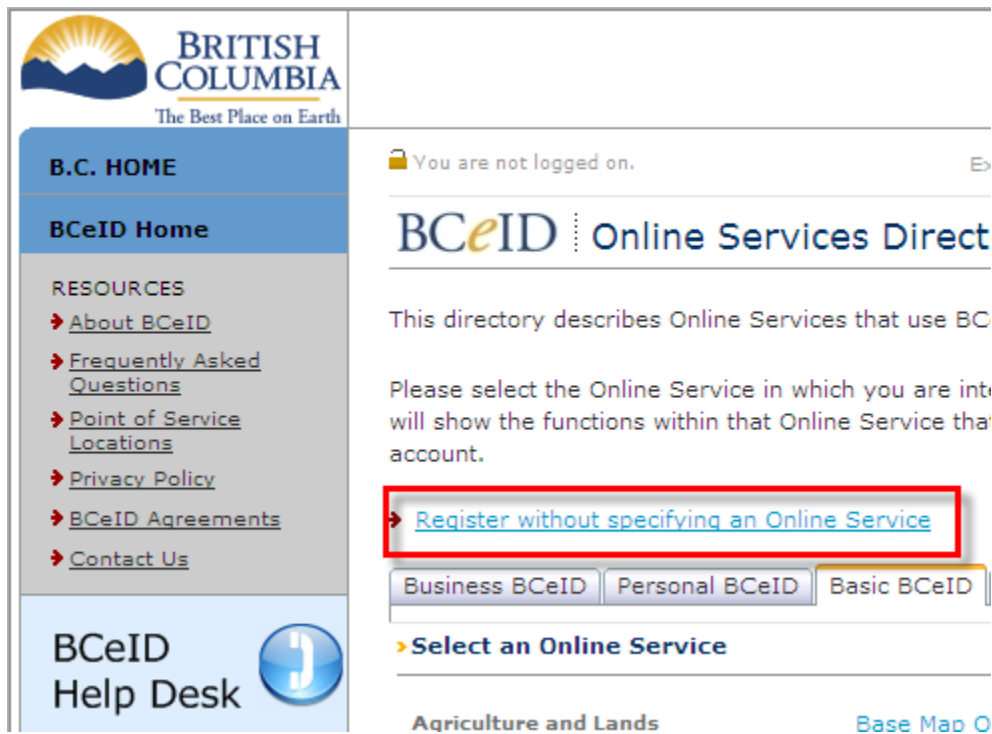 BRITISH
COLUMBIA
The Best Place on Earth
B.C. HOME
BCeID Home
RESOURCES
About BCeID
Frequently Asked
Questions
Point of Service
Locations
Privacy Policy
BCeID Agreements
Contact Us
BCeID
Help Desk
You are not logged on.
BCeID Online Services Direct
This directory describes Online Services that use BC
Please select the Online Service in which you are inte
will show the functions within that Online Service that
account.
Register without specifying an Online Service
Business BCeID Personal BCeID Basic BCeID
Select an Online Service
Agriculture and Lands Base Map O